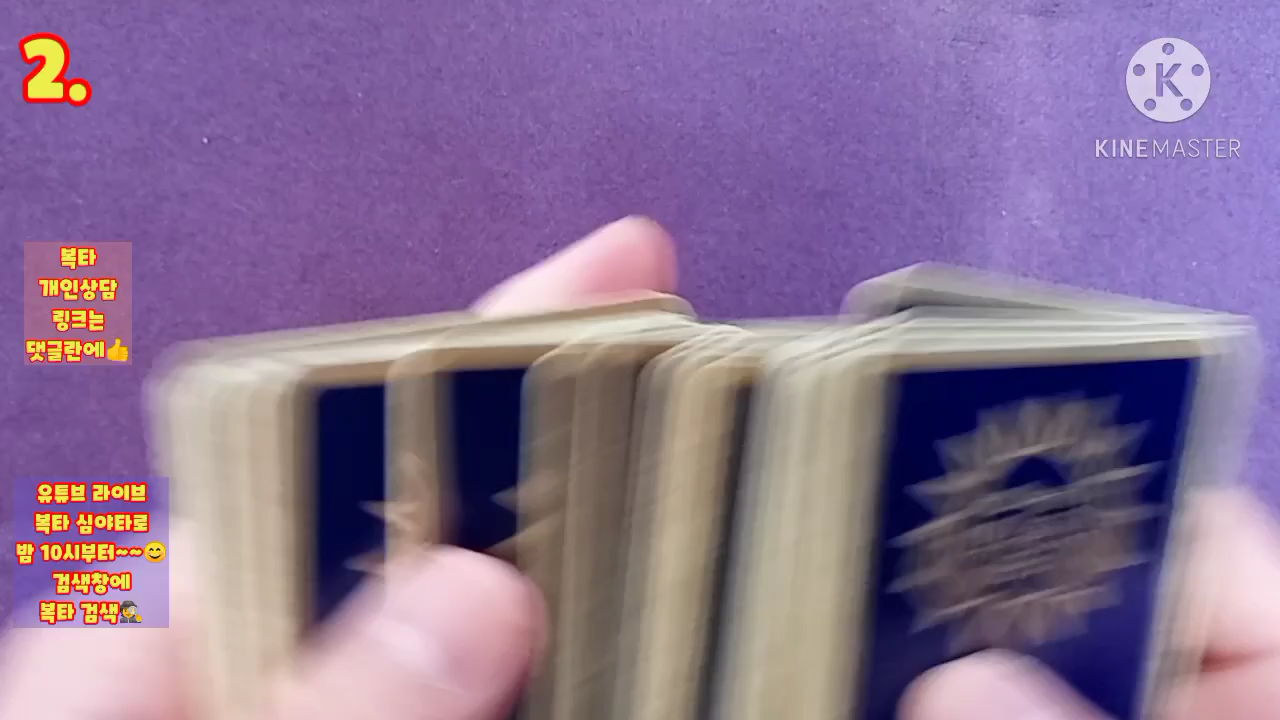 2.
KINEMASTER
복타
개인상담
링크는
댓글란에👍
유튜브 라이브
복타 심야타로
밤 10시부터~~😊
검색창에
복타 검색🕵